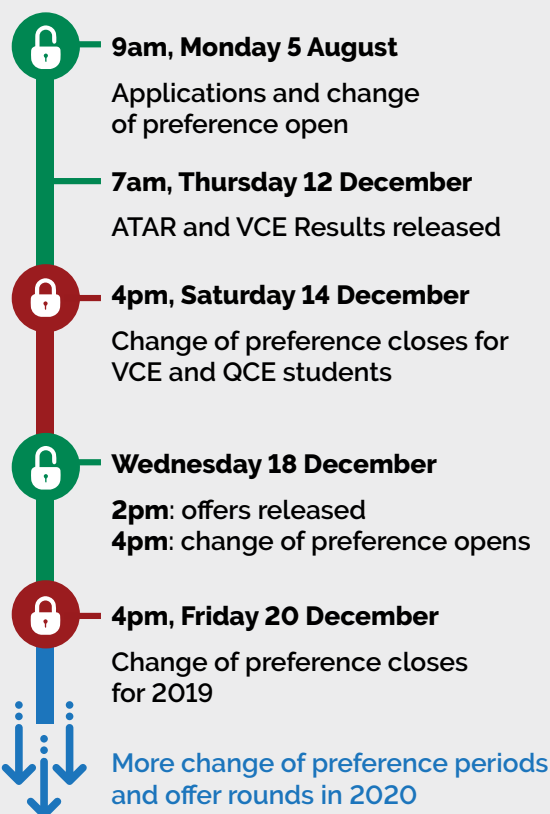 9am, Monday 5 August
Applications and change
of preference open
7am, Thursday 12 December
ATAR and VCE Results released
4pm, Saturday 14 December
Change of preference closes for
VCE and QCE students
Wednesday 18 December
2pm: offers released
4pm: change of preference opens
4pm, Friday 20 December
Change of preference closes
for 2019
More change of preference periods
and offer rounds in 2020